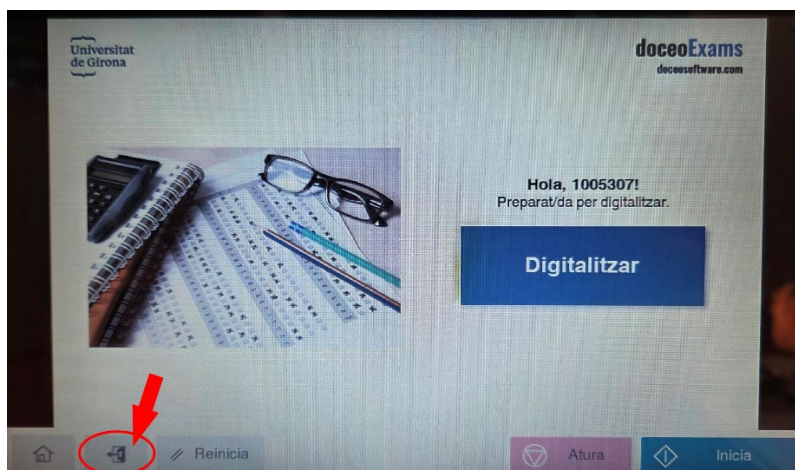 Universitat
de Girona
doceoExams
doceosoftware.com
Hola, 1005307!
Preparat/da per digitalitzar.
Digitalitzar
Reinicia
Atura
Inicia